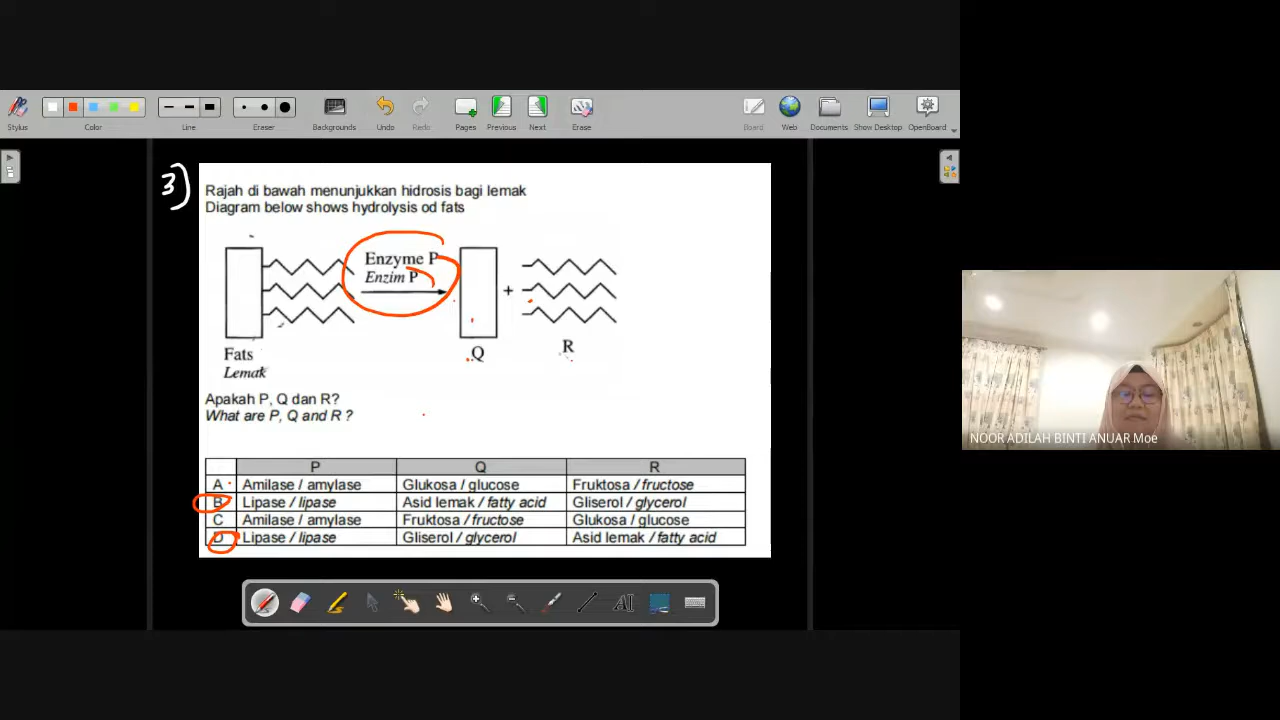 Stylus
Color
Line
Eraser
Backgrounds
Undo
Redo
Pages
Previous
Next
Erase
Board
Web
Documents
Show Desktop
OpenBoard
3)
Rajah di bawah menunjukkan hidrosis bagi lemak
Diagram below shows hydrolysis od fats
Enzyme P
Enzim P
+
Q
R
Fats
Lemak
Apakah P, Q dan R?
What are P, Q and R ?
P Q R
A Amilase / amylase Glukosa / glucose Fruktosa / fructose
B Lipase / lipase Asid lemak / fatty acid Gliserol / glycerol
C Amilase / amylase Fruktosa / fructose Glukosa / glucose
D Lipase / lipase Gliserol / glycerol Asid lemak / fatty acid
AI
NOOR ADILAH BINTI ANUAR Moe